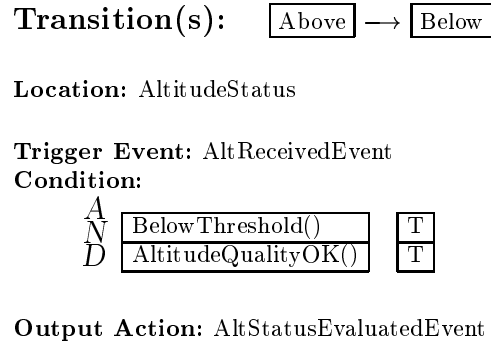 Transition(s): Above → Below
Location: AltitudeStatus
Trigger Event: AltReceivedEvent
Condition:
A
N BelowThreshold() T
D AltitudeQualityOK() T
Output Action: AltStatusEvaluatedEvent